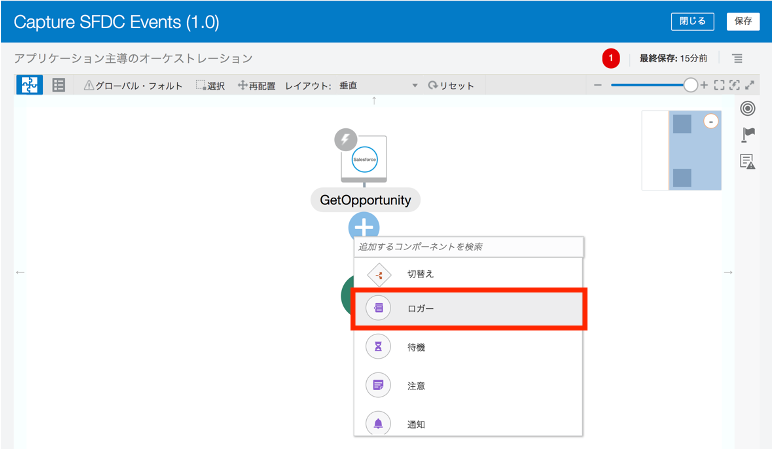 Capture SFDC Events (1.0)
閉じる
保存
アプリケーション主導のオーケストレーション
1
最終保存: 15分前
グローバル・フォルト
選択
再配置
レイアウト: 垂直
リセット
salesforce
GetOpportunity
追加するコンポーネントを検索
切替え
ロガー
待機
注意
通知